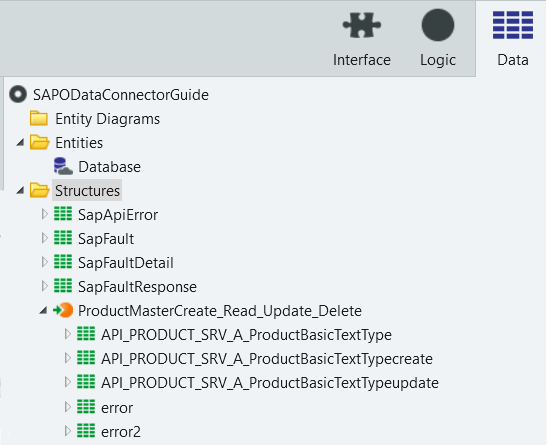 Interface
Logic
Data
SAPODataConnectorGuide
Entity Diagrams
Entities
Database
Structures
SapApiError
SapFault
SapFaultDetail
SapFaultResponse
ProductMasterCreate_Read_Update_Delete
API_PRODUCT_SRV_A_ProductBasicTextType
API_PRODUCT_SRV_A_ProductBasicTextTypecreate
API_PRODUCT_SRV_A_ProductBasicTextTypeupdate
error
error2